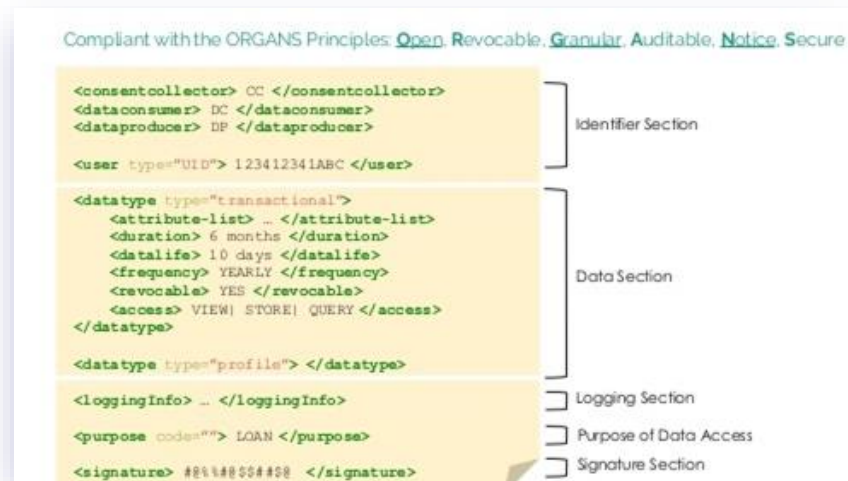 Compliant with the ORGANS Principles: Open, Revocable, Granular, Auditable, Notice, Secure
<consentcollector> CC </consentcollector>
<dataconsumer> DC </dataconsumer>
<dataproducer> DP </dataproducer>
<user type="UID"> 123412341ABC </user>
Identifier Section
<datatype type="transactional">
<attribute-list> … </attribute-list>
<duration> 6 months </duration>
<datalife> 10 days </datalife>
<frequency> YEARLY </frequency>
<revocable> YES </revocable>
<access> VIEW| STORE| QUERY </access>
</datatype>
<datatype type="profile"> </datatype>
Data Section
<loggingInfo> … </loggingInfo>
Logging Section
<purpose code=""> LOAN </purpose>
Purpose of Data Access
<signature> #@%%#@$$##$@ </signature>
Signature Section